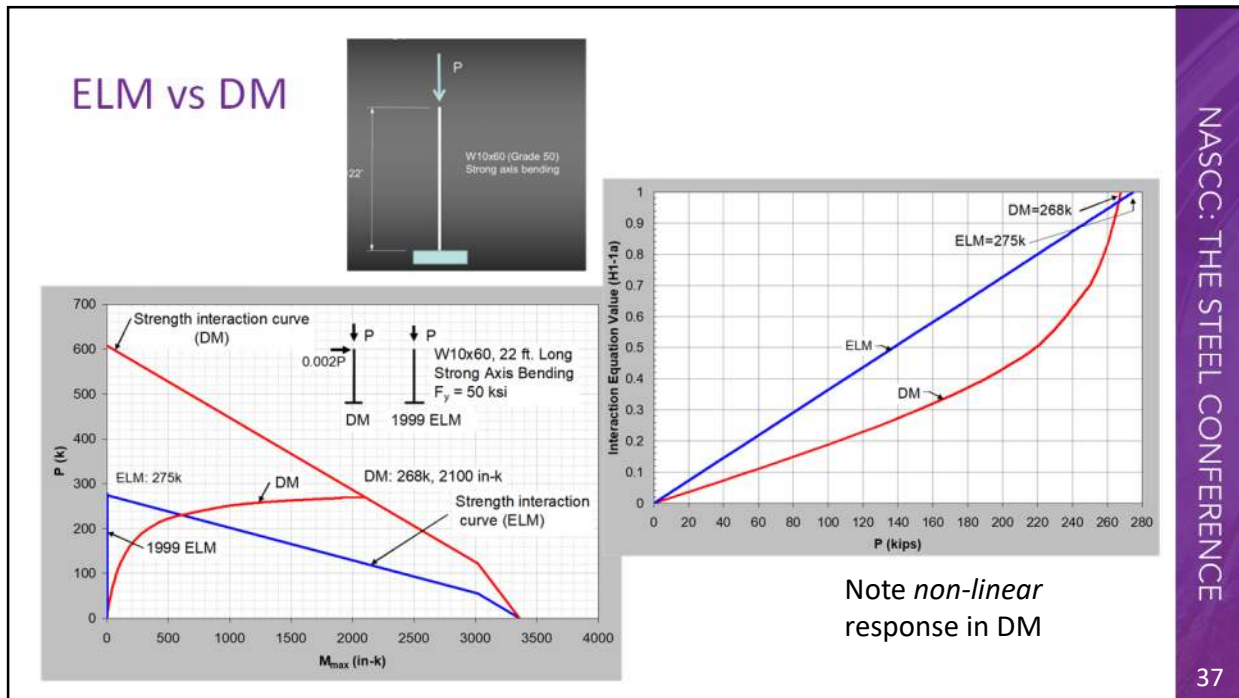 ELM vs DM
P
22'
W10x60 (Grade 50)
Strong axis bending
700
600
500
400
300
200
100
0
P (k)
Strength interaction curve
(DM)
P
P
0.002P
W10x60, 22 ft. Long
Strong Axis Bending
Fy = 50 ksi
DM
1999 ELM
ELM: 275k
DM
DM: 268k, 2100 in-k
Strength interaction
curve (ELM)
1999 ELM
0
500
1000
1500
2000
2500
3000
3500
4000
Mmax (in-k)
1
0.9
0.8
0.7
0.6
0.5
0.4
0.3
0.2
0.1
0
Interaction Equation Value (H1-1a)
DM=268k
ELM=275k
ELM
DM
0
20
40
60
80
100
120
140
160
180
200
220
240
260
280
P (kips)
Note non-linear
response in DM
NASCC: THE STEEL CONFERENCE
37